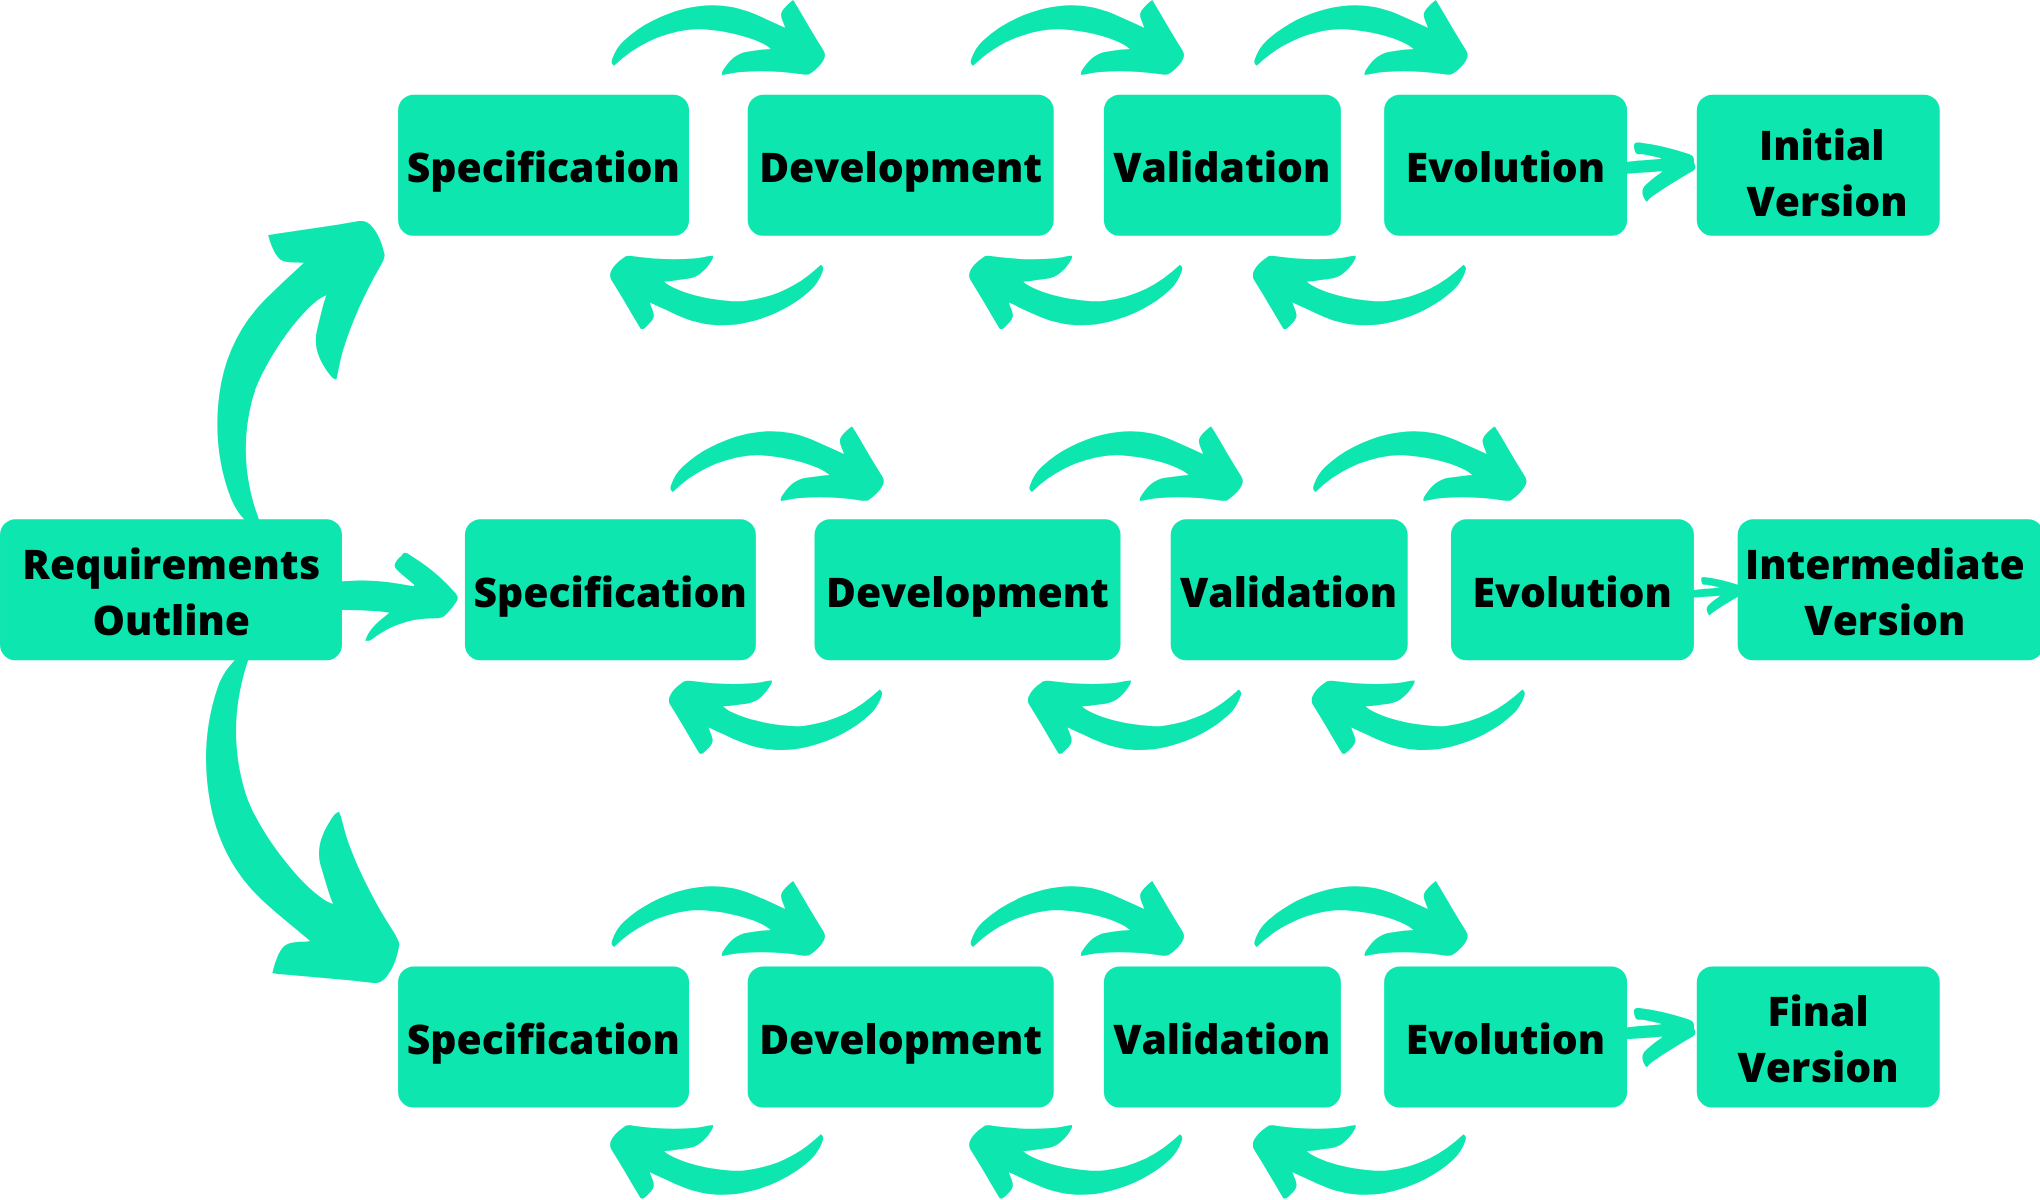 Specification
Development
Validation
Evolution
Initial
Version
Requirements
Outline
Specification
Development
Validation
Evolution
Intermediate
Version
Specification
Development
Validation
Evolution
Final
Version